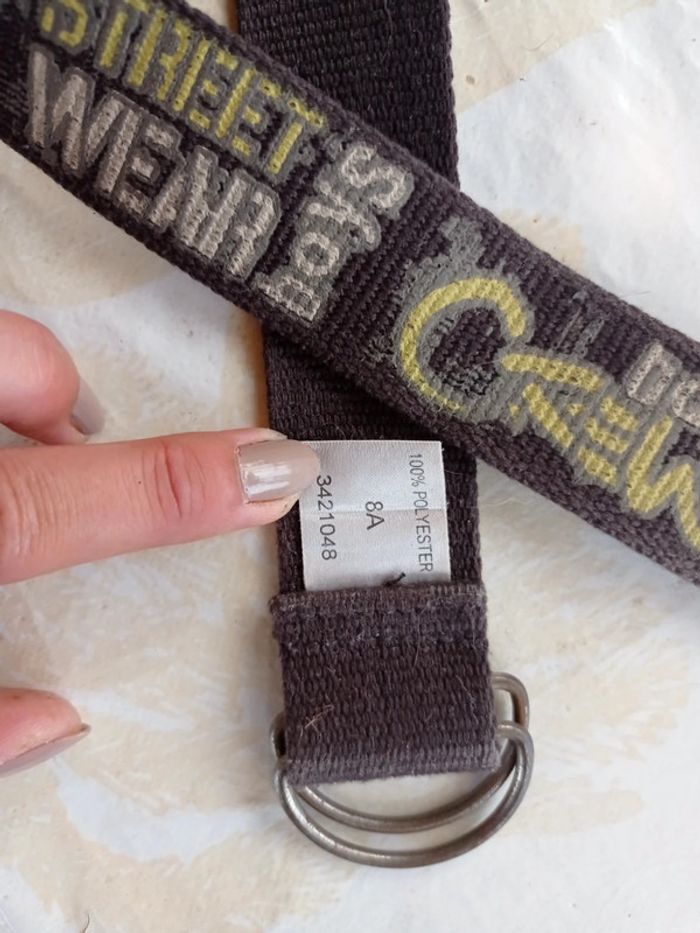 STREET
WEAR
Boys
CREW
100% POLYESTER
8A
3421048